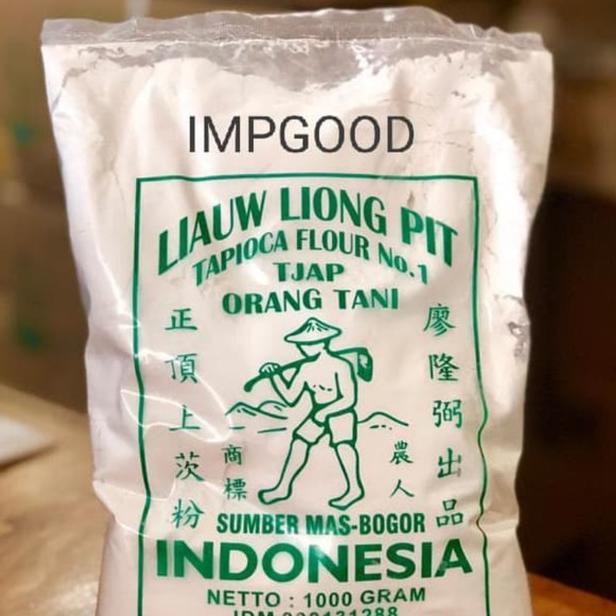 IMPGOOD
LIAUW LIONG PIT
TAPIOCA FLOUR No.1
TJAP
ORANG TANI
正頂上茨粉
商標
農人
廖隆弼出品
SUMBER MAS-BOGOR
INDONESIA
NETTO : 1000 GRAM
IDM